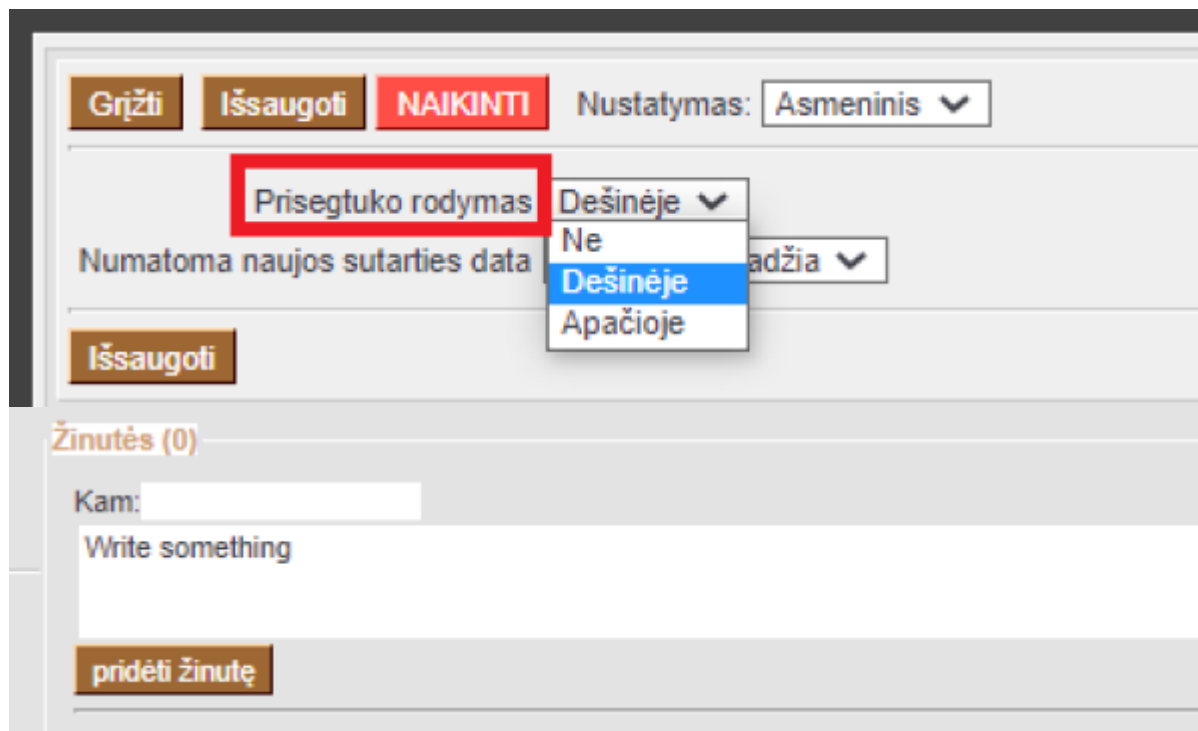 Grįžti Išsaugoti NAIKINTI Nustatymas: Asmeninis
Prisegtuko rodymas Dešinėje
Ne
Numatoma naujos sutarties data adžia
Dešinėje
Apačioje
Išsaugoti
Žinutės (0)
Kam:
Write something
pridėti žinutę